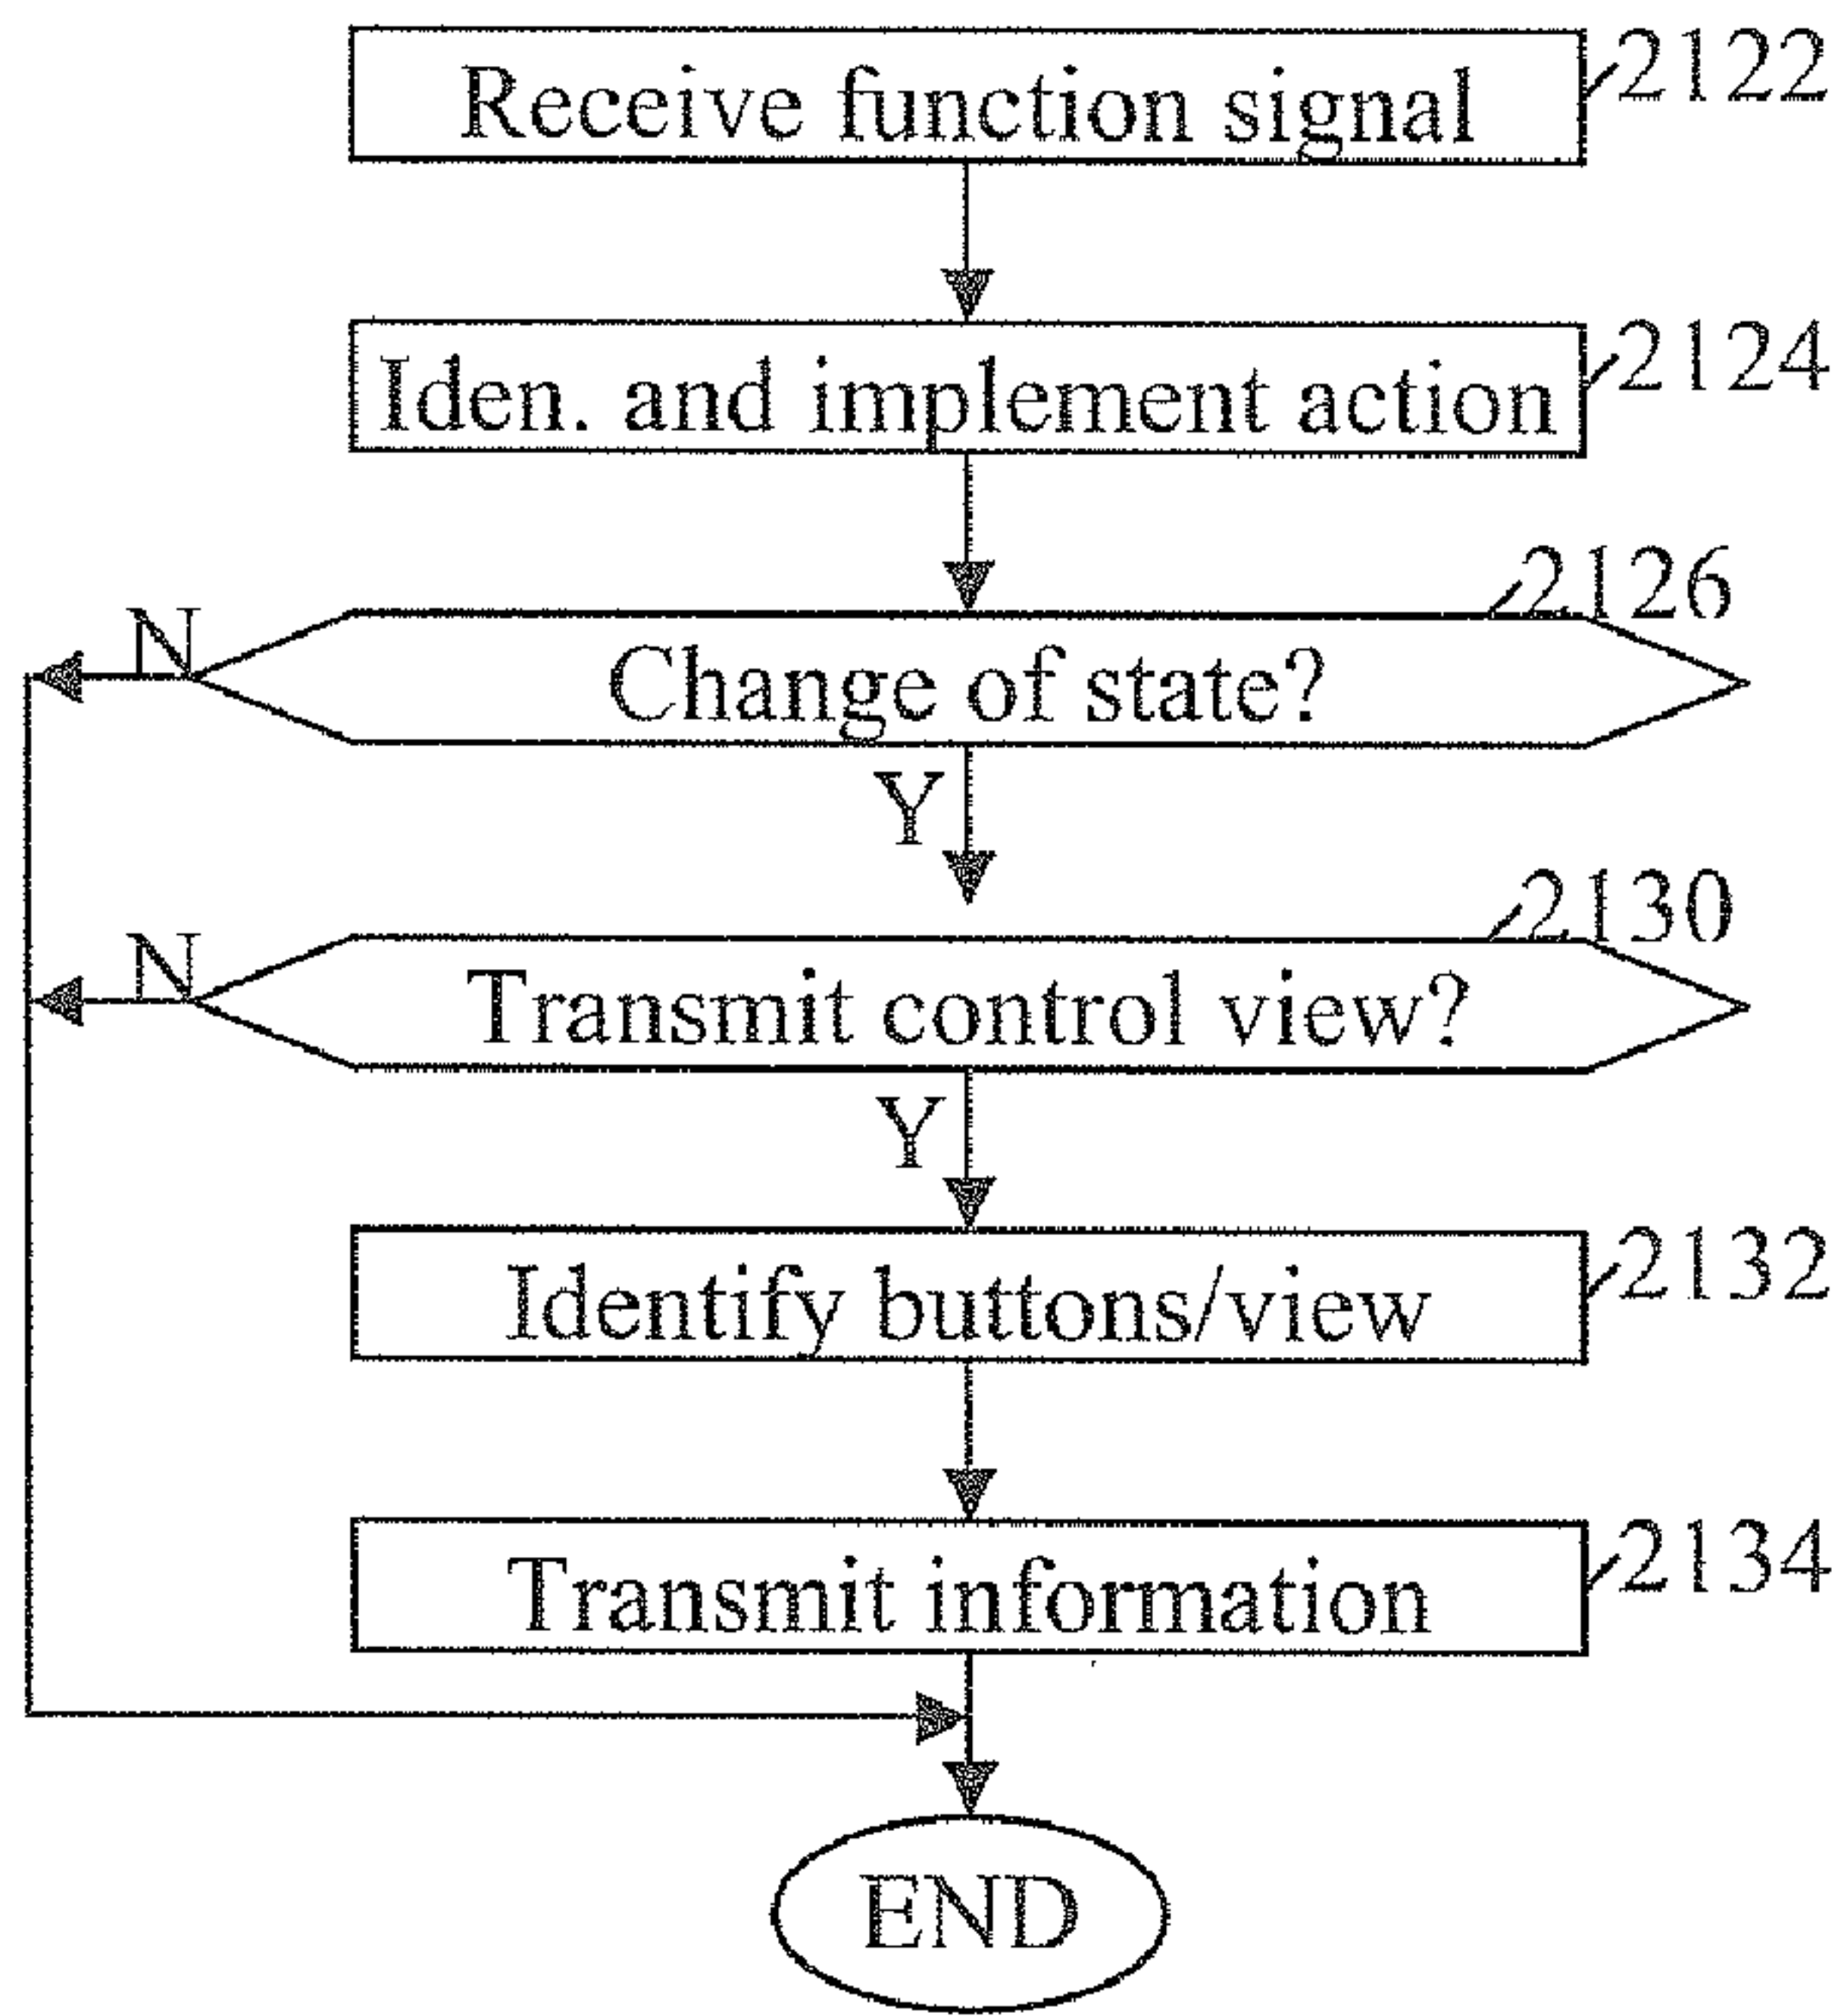 Receive function signal 2122
Iden. and implement action 2124
2126
N
Change of state?
Y
2130
N
Transmit control view?
Y
Identify buttons/view 2132
Transmit information 2134
END